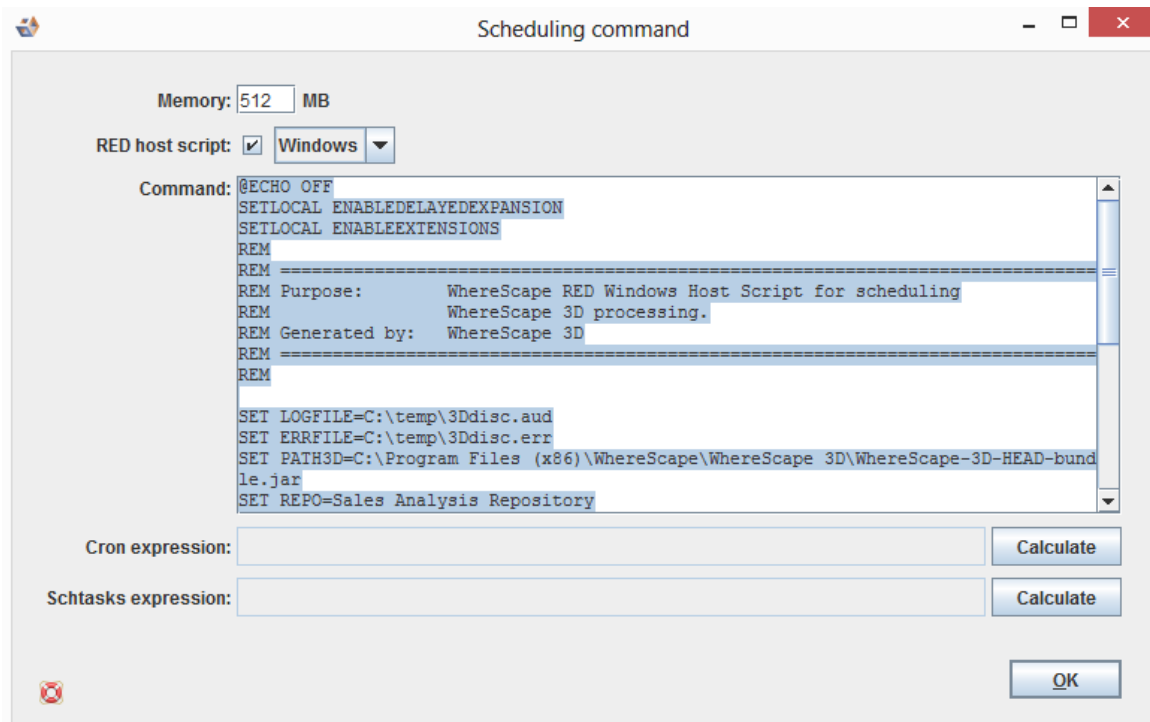 Scheduling command
Memory: 512 MB
RED host script: Windows
Command: @ECHO OFF
SETLOCAL ENABLEDELAYEDEXPANSION
SETLOCAL ENABLEEXTENSIONS
REM
REM ==============================================================================
REM Purpose:        WhereScape RED Windows Host Script for scheduling
REM                 WhereScape 3D processing.
REM Generated by:   WhereScape 3D
REM ==============================================================================
REM
SET LOGFILE=C:\temp\3Ddisc.aud
SET ERRFILE=C:\temp\3Ddisc.err
SET PATH3D=C:\Program Files (x86)\WhereScape\WhereScape 3D\WhereScape-3D-HEAD-bund
le.jar
SET REPO=Sales Analysis Repository
Cron expression: Calculate
Schtasks expression: Calculate
OK